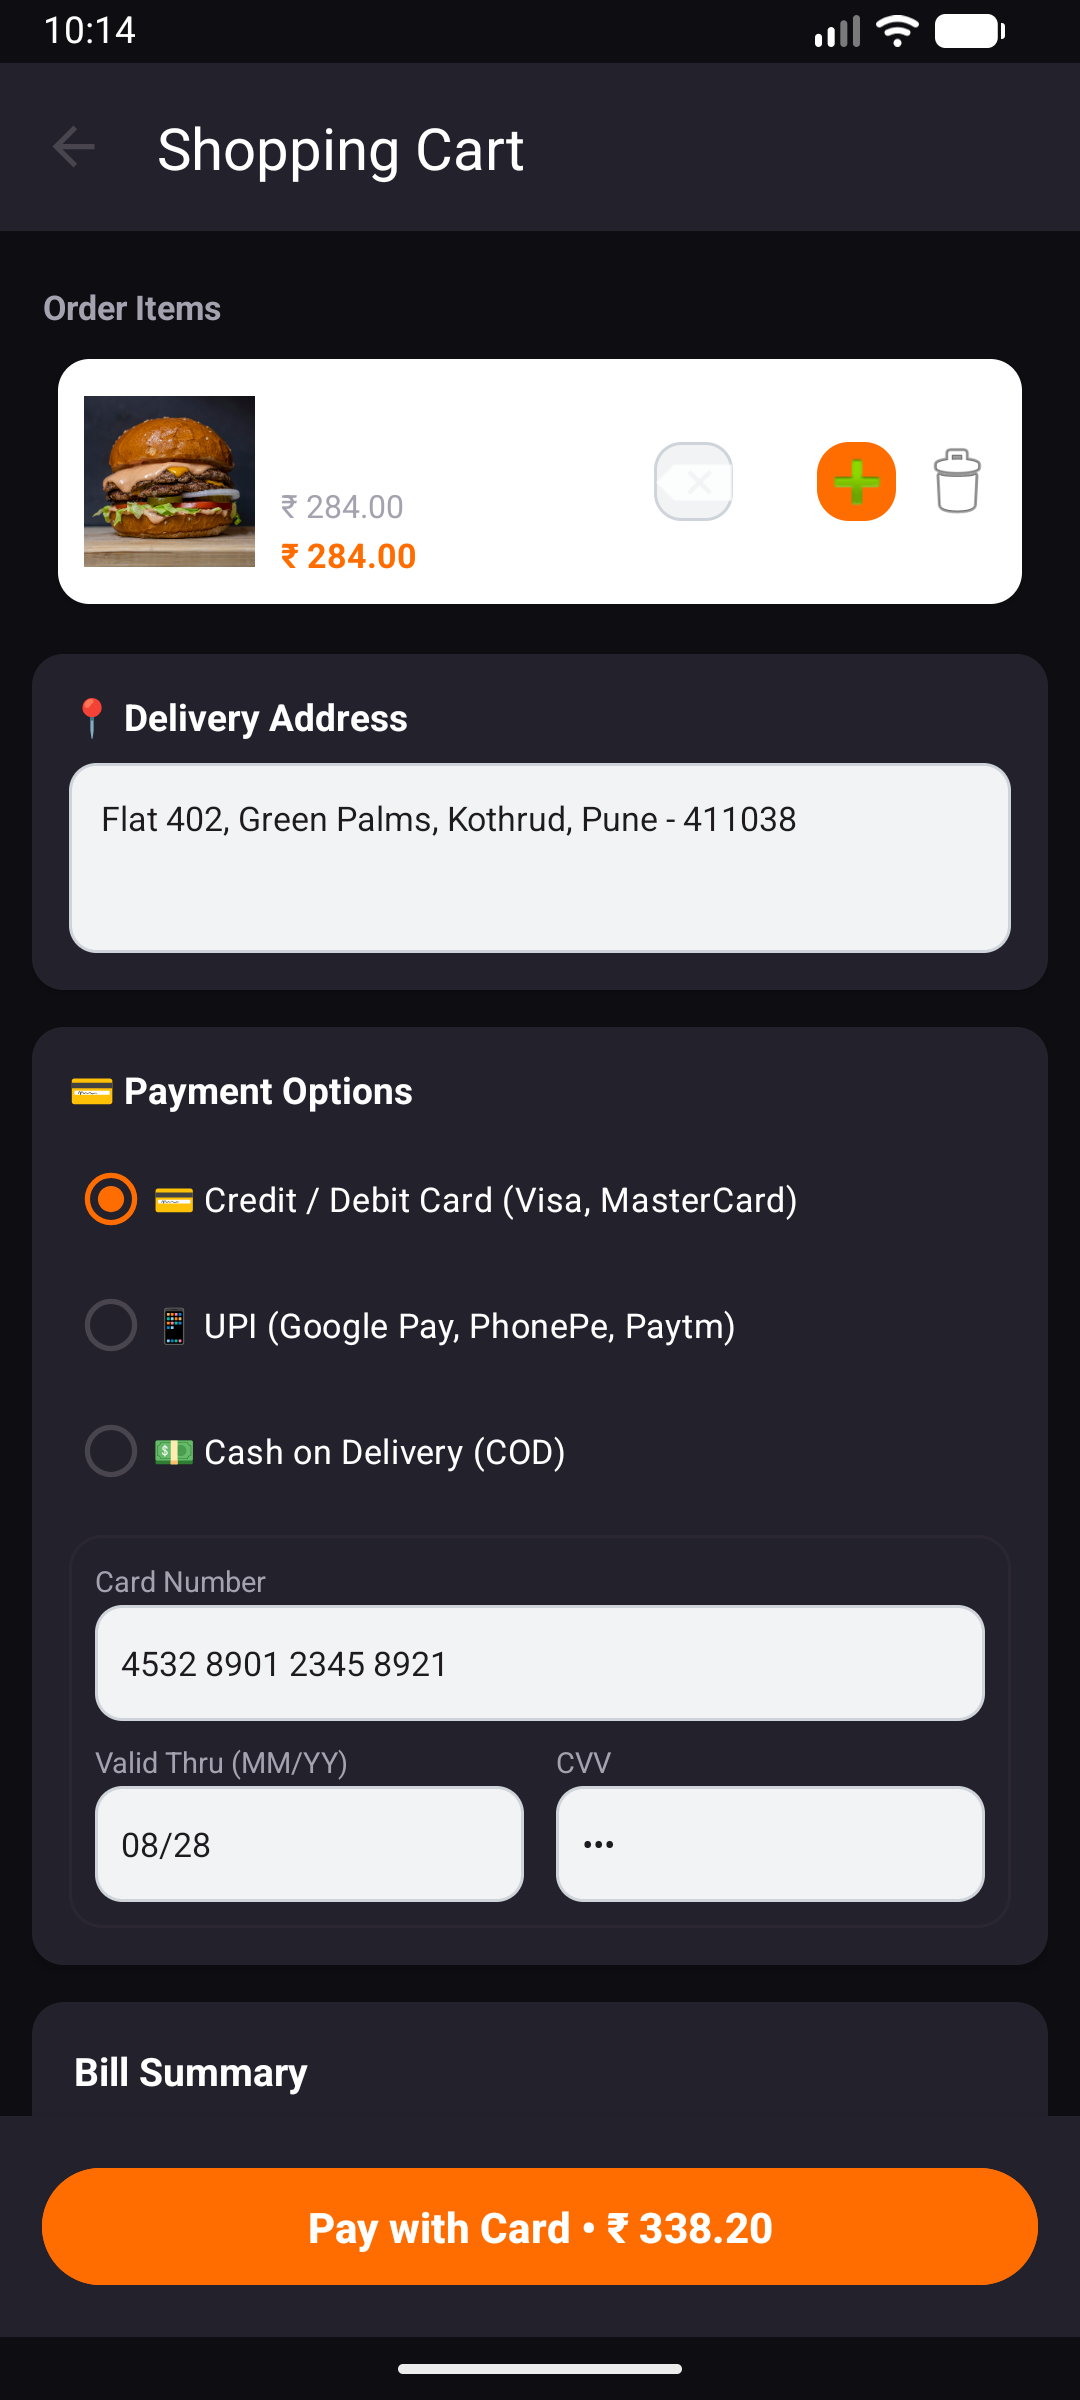 10:14
Shopping Cart
Order Items
₹ 284.00
₹ 284.00
📍 Delivery Address
Flat 402, Green Palms, Kothrud, Pune - 411038
💳 Payment Options
💳 Credit / Debit Card (Visa, MasterCard)
📱 UPI (Google Pay, PhonePe, Paytm)
💵 Cash on Delivery (COD)
Card Number
4532 8901 2345 8921
Valid Thru (MM/YY) CVV
08/28 •••
Bill Summary
Pay with Card • ₹ 338.20